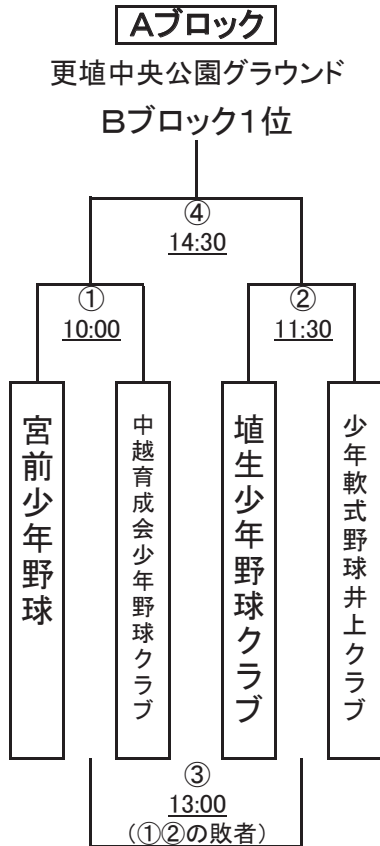 Aブロック
更埴中央公園グラウンド
Bブロック1位
④
14:30
①
10:00
②
11:30
宮前少年野球
中越育成会少年野球クラブ
埴生少年野球クラブ
少年軟式野球井上クラブ
③
13:00
（①②の敗者）